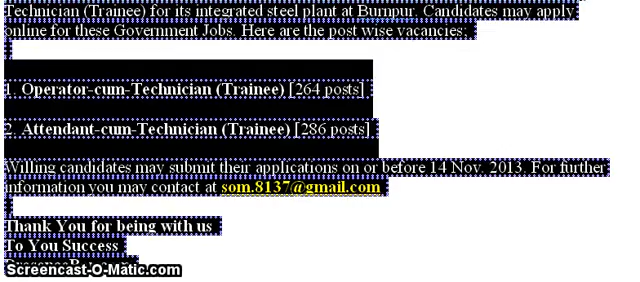 Technician (Trainee) for its integrated steel plant at Burnpur. Candidates may apply
online for these Government Jobs. Here are the post wise vacancies:
1. Operator-cum-Technician (Trainee) [264 posts]
2. Attendant-cum-Technician (Trainee) [286 posts]
Willing candidates may submit their applications on or before 14 Nov, 2013. For further
information you may contact at som.8137@gmail.com
Thank You for being with us
To You Success
Screencast-O-Matic.com